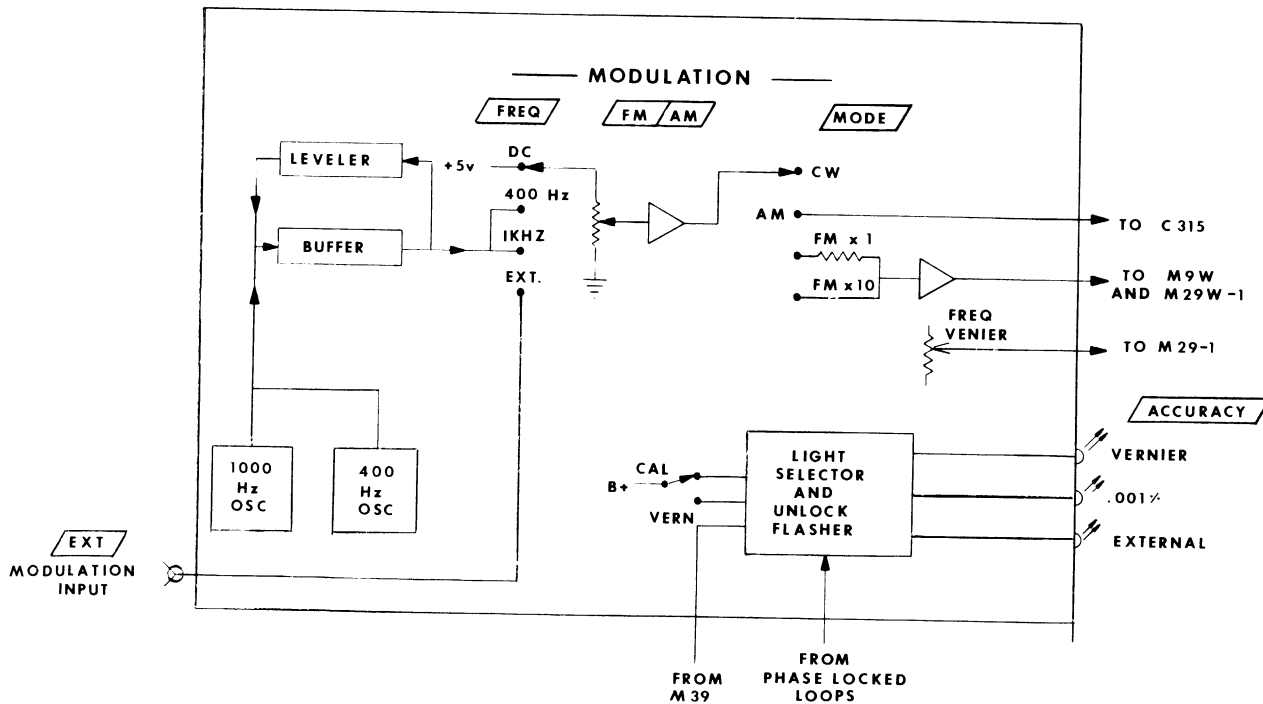 MODULATION
FREQ
FM / AM
MODE
LEVELER
+5v
DC
CW
400 Hz
AM
TO C315
BUFFER
1KHZ
FM x 1
EXT.
FM x10
TO M9W
AND M29W-1
FREQ
VENIER
TO M29-1
ACCURACY
1000
Hz
OSC
400
Hz
OSC
CAL
B+
VERN
LIGHT
SELECTOR
AND
UNLOCK
FLASHER
VERNIER
.001%
EXTERNAL
EXT
MODULATION
INPUT
FROM
M39
FROM
PHASE LOCKED
LOOPS